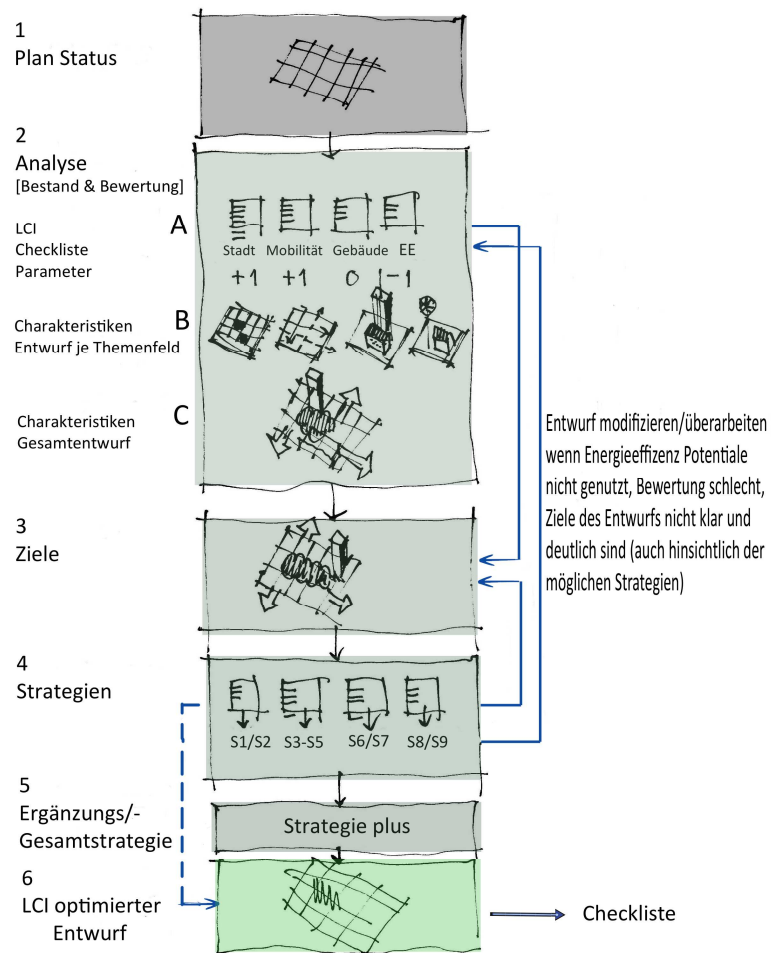 1
Plan Status
2
Analyse
[Bestand & Bewertung]
A
LCI
Checkliste
Parameter
Stadt Mobilität Gebäude EE
+1 +1 0 -1
B
Charakteristiken
Entwurf je Themenfeld
C
Charakteristiken
Gesamtentwurf
Entwurf modifizieren/überarbeiten
wenn Energieeffizenz Potentiale
nicht genutzt, Bewertung schlecht,
Ziele des Entwurfs nicht klar und
deutlich sind (auch hinsichtlich der
möglichen Strategien)
3
Ziele
4
Strategien
S1/S2 S3-S5 S6/S7 S8/S9
5
Ergänzungs/-
Gesamtstrategie
Strategie plus
6
LCI optimierter
Entwurf
Checkliste